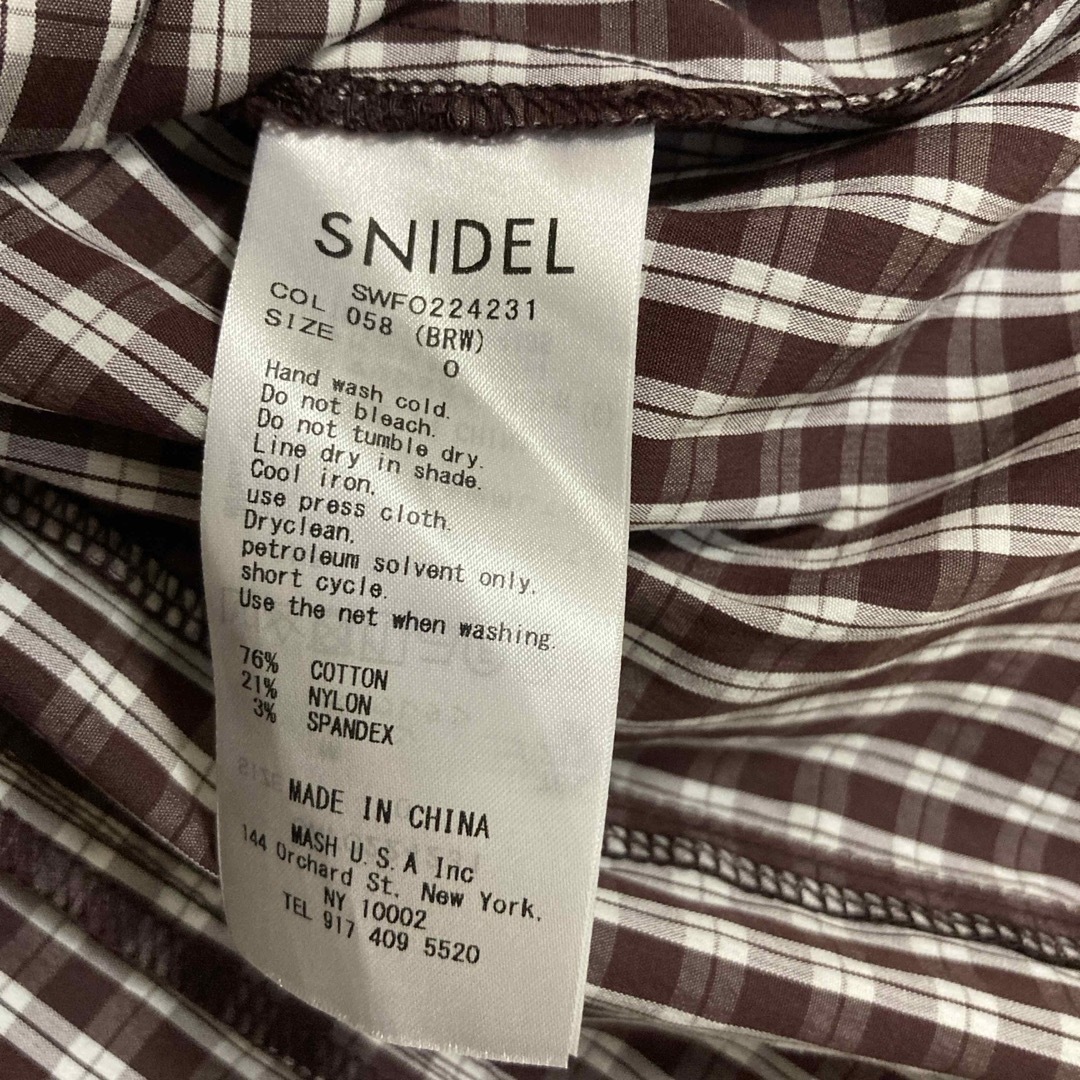 SNIDEL
SWFO224231
COL 058 (BRW)
SIZE 0
Hand wash cold.
Do not bleach.
Do not tumble dry.
Line dry in shade.
Cool iron.
use press cloth.
Dryclean.
petroleum solvent only.
short cycle.
Use the net when washing.
76% COTTON
21% NYLON
3% SPANDEX
MADE IN CHINA
MASH U.S.A Inc
144 Orchard St. New York.
NY 10002
TEL 917 409 5520